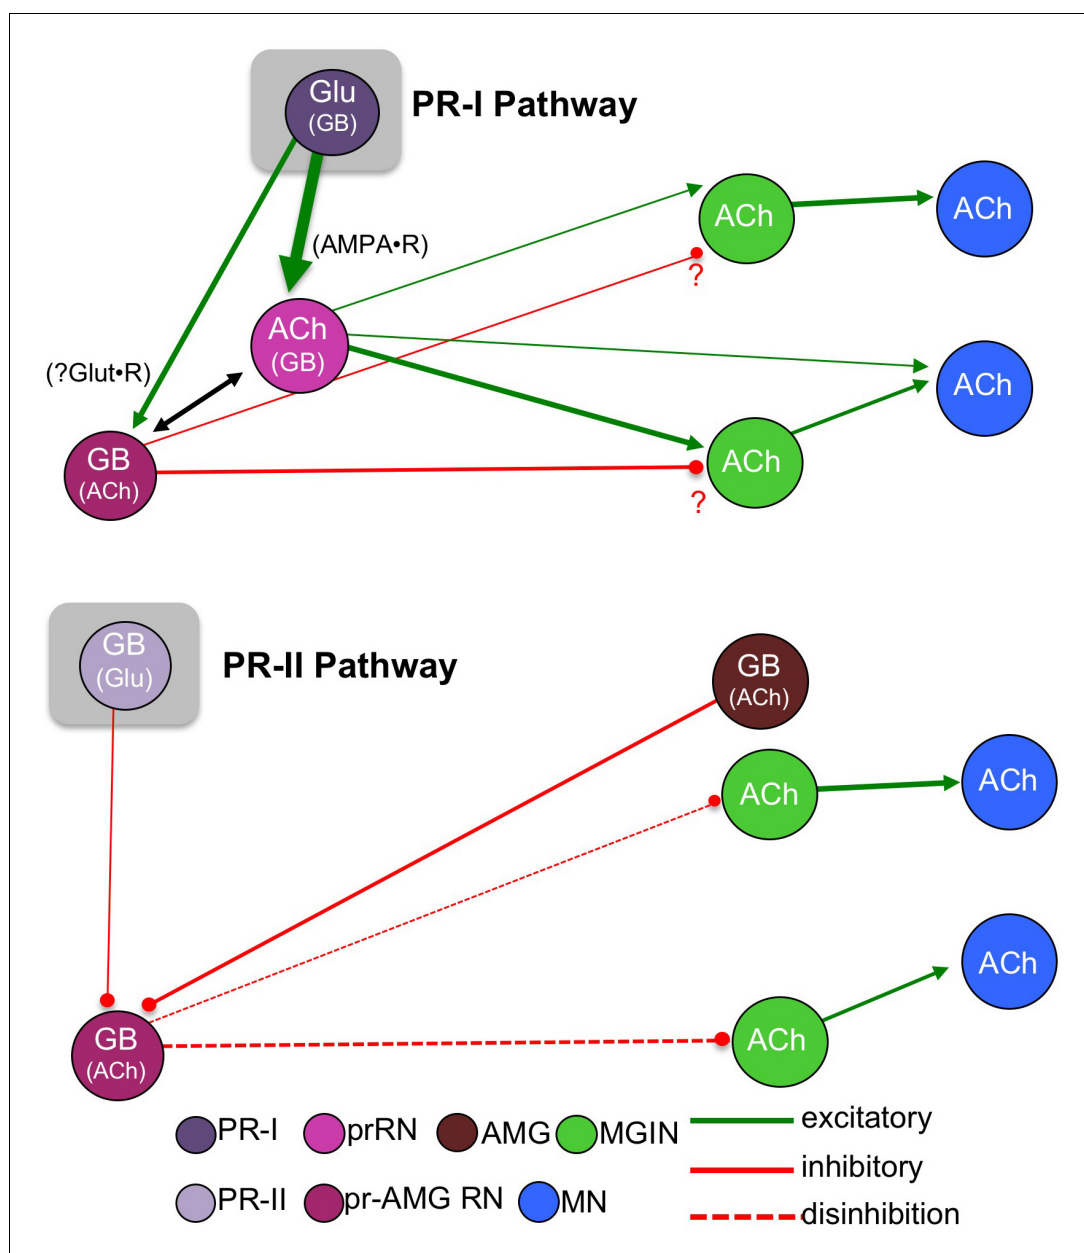 Glu
(GB)
PR-I Pathway
ACh
ACh
(AMPA•R)
?
ACh
(GB)
(?Glut•R)
ACh
GB
(ACh)
ACh
?
GB
(Glu)
PR-II Pathway
GB
(ACh)
ACh
ACh
ACh
GB
(ACh)
ACh
PR-I prRN AMG MGIN excitatory
inhibitory
PR-II pr-AMG RN MN disinhibition